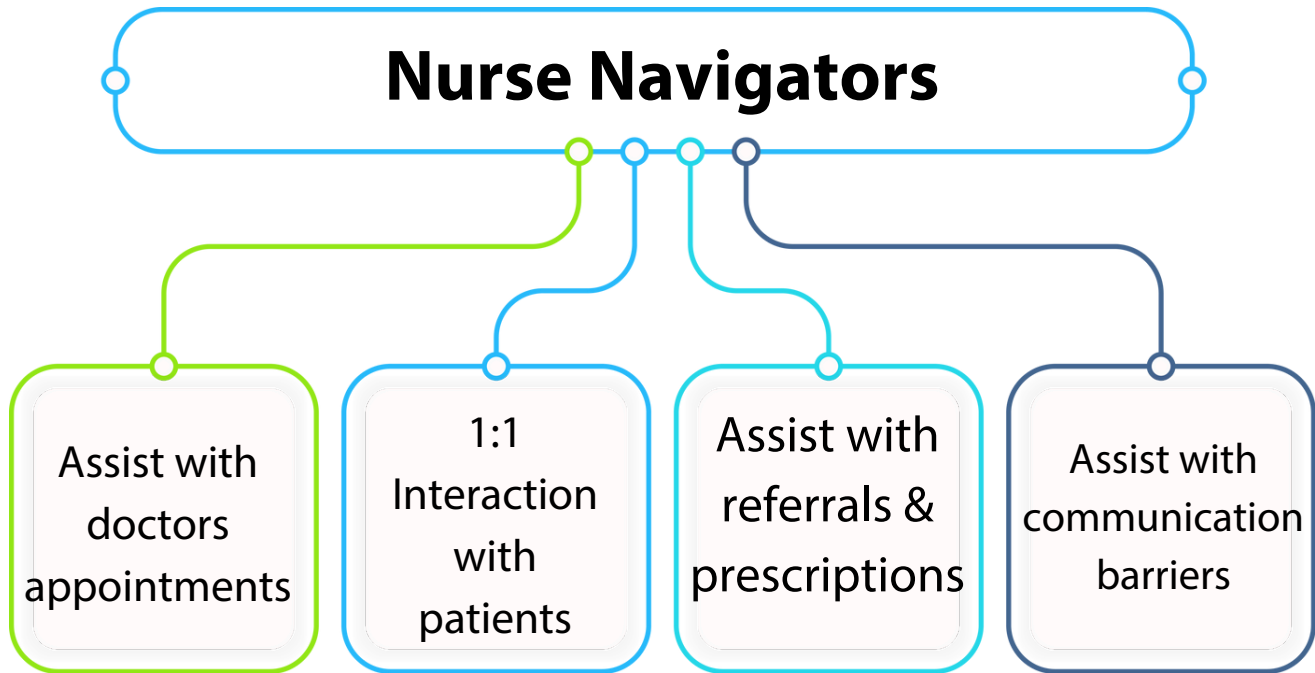 Nurse Navigators
Assist with
doctors
appointments
1:1
Interaction
with
patients
Assist with
referrals &
prescriptions
Assist with
communication
barriers